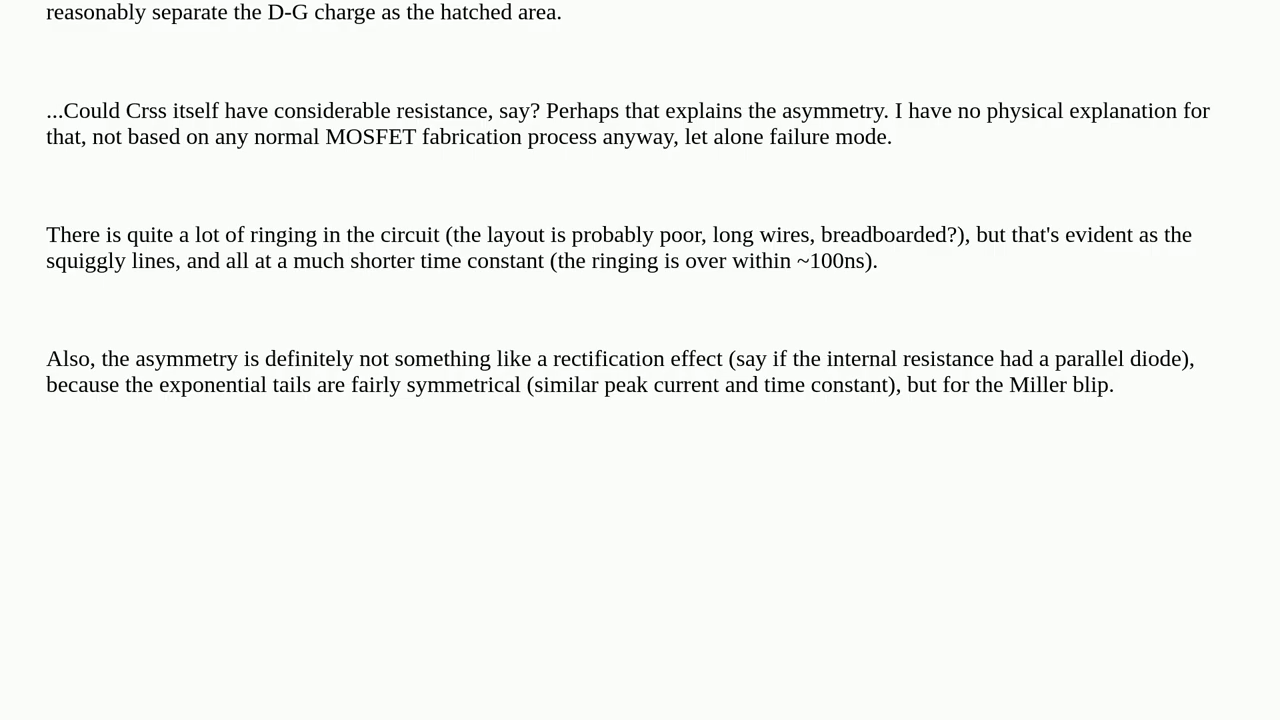 reasonably separate the D-G charge as the hatched area.
...Could Crss itself have considerable resistance, say? Perhaps that explains the asymmetry. I have no physical explanation for
that, not based on any normal MOSFET fabrication process anyway, let alone failure mode.
There is quite a lot of ringing in the circuit (the layout is probably poor, long wires, breadboarded?), but that's evident as the
squiggly lines, and all at a much shorter time constant (the ringing is over within ~100ns).
Also, the asymmetry is definitely not something like a rectification effect (say if the internal resistance had a parallel diode),
because the exponential tails are fairly symmetrical (similar peak current and time constant), but for the Miller blip.